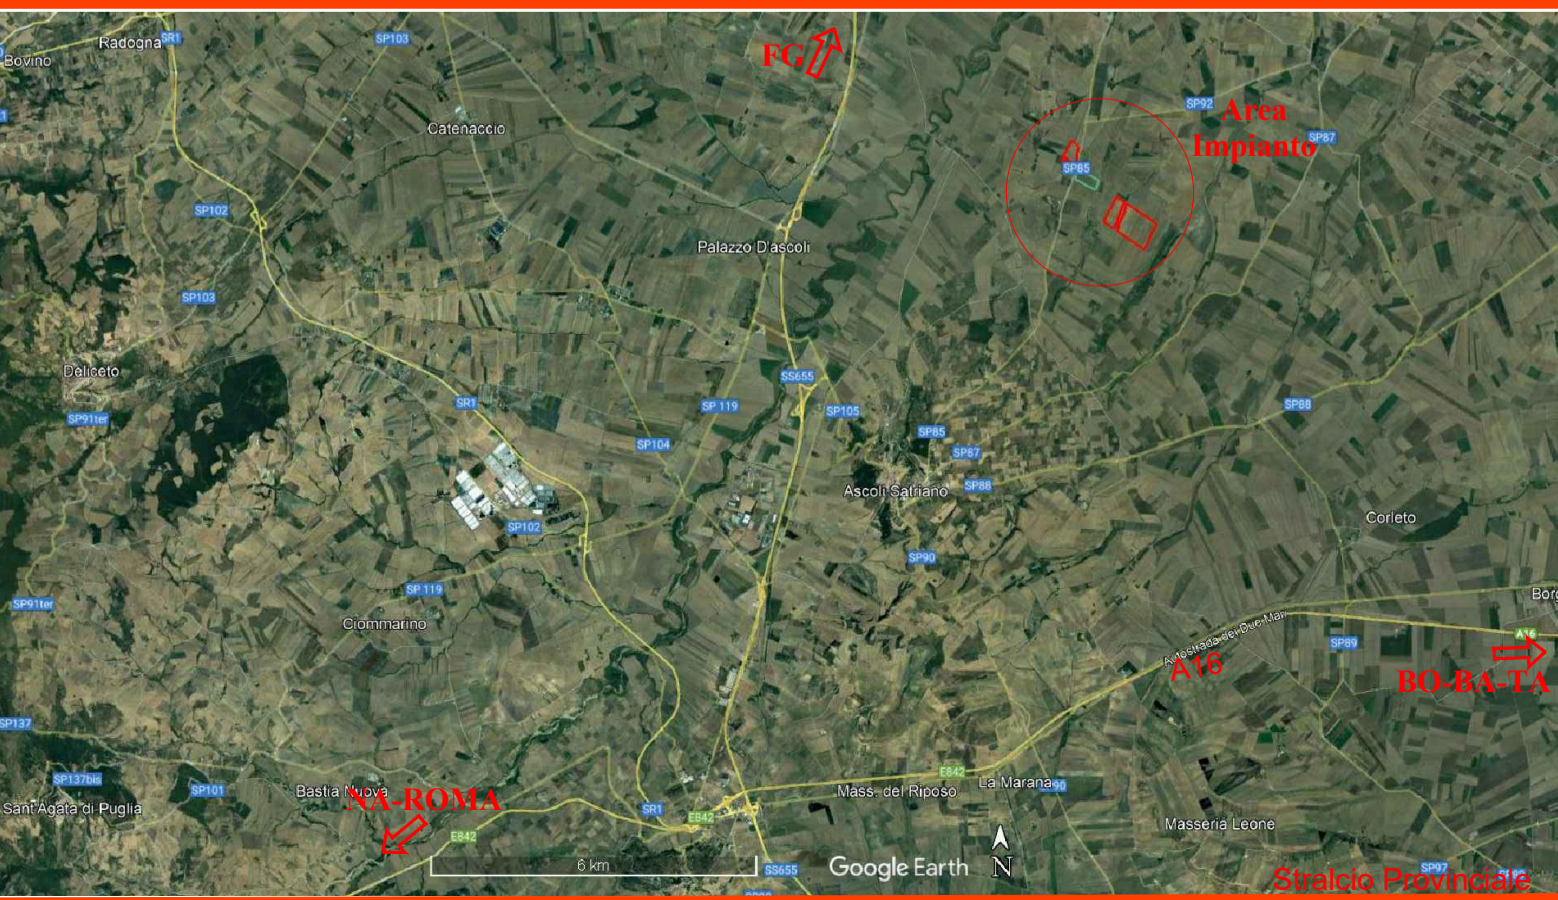 Radogna
SR1
SP103
FG
Bovino
SP92
Area
Impianto
SP87
Catenaccio
SP85
SP102
Palazzo D'ascoli
SP103
Deliceto
SP91ter
SR1
SS655
SP 119
SP105
SP88
SP104
SP85
SP87
Ascoli Satriano
SP88
Corleto
SP102
SP90
SP 119
SP91ter
Ciommarino
Autostrada dei Due Mari
A16
A16
SP89
BO-BA-TA
SP137
SP137bis
SP101
Bastia Nuova
NA-ROMA
Sant'Agata di Puglia
E842
La Marana
Mass. del Riposo
SR1
E842
E842
Masseria Leone
6 km
SS655
Google Earth
N
SP97
Stralcio Provinciale